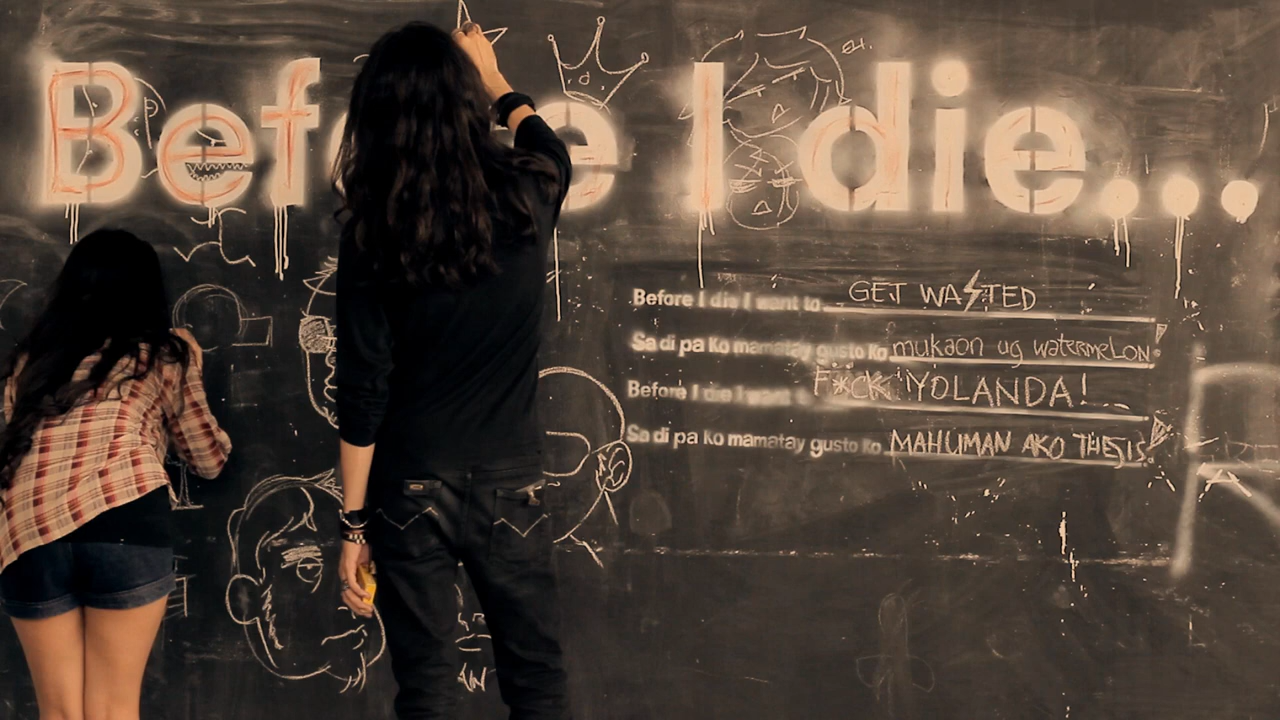 Before I die...
Before I die I want to GET WASTED
Sa di pa ko mamatay gusto ko mukaon ug watermelon.
Before I die I want to F*CK YOLANDA!
Sa di pa ko mamatay gusto ko MAHUMAN AKO THESIS